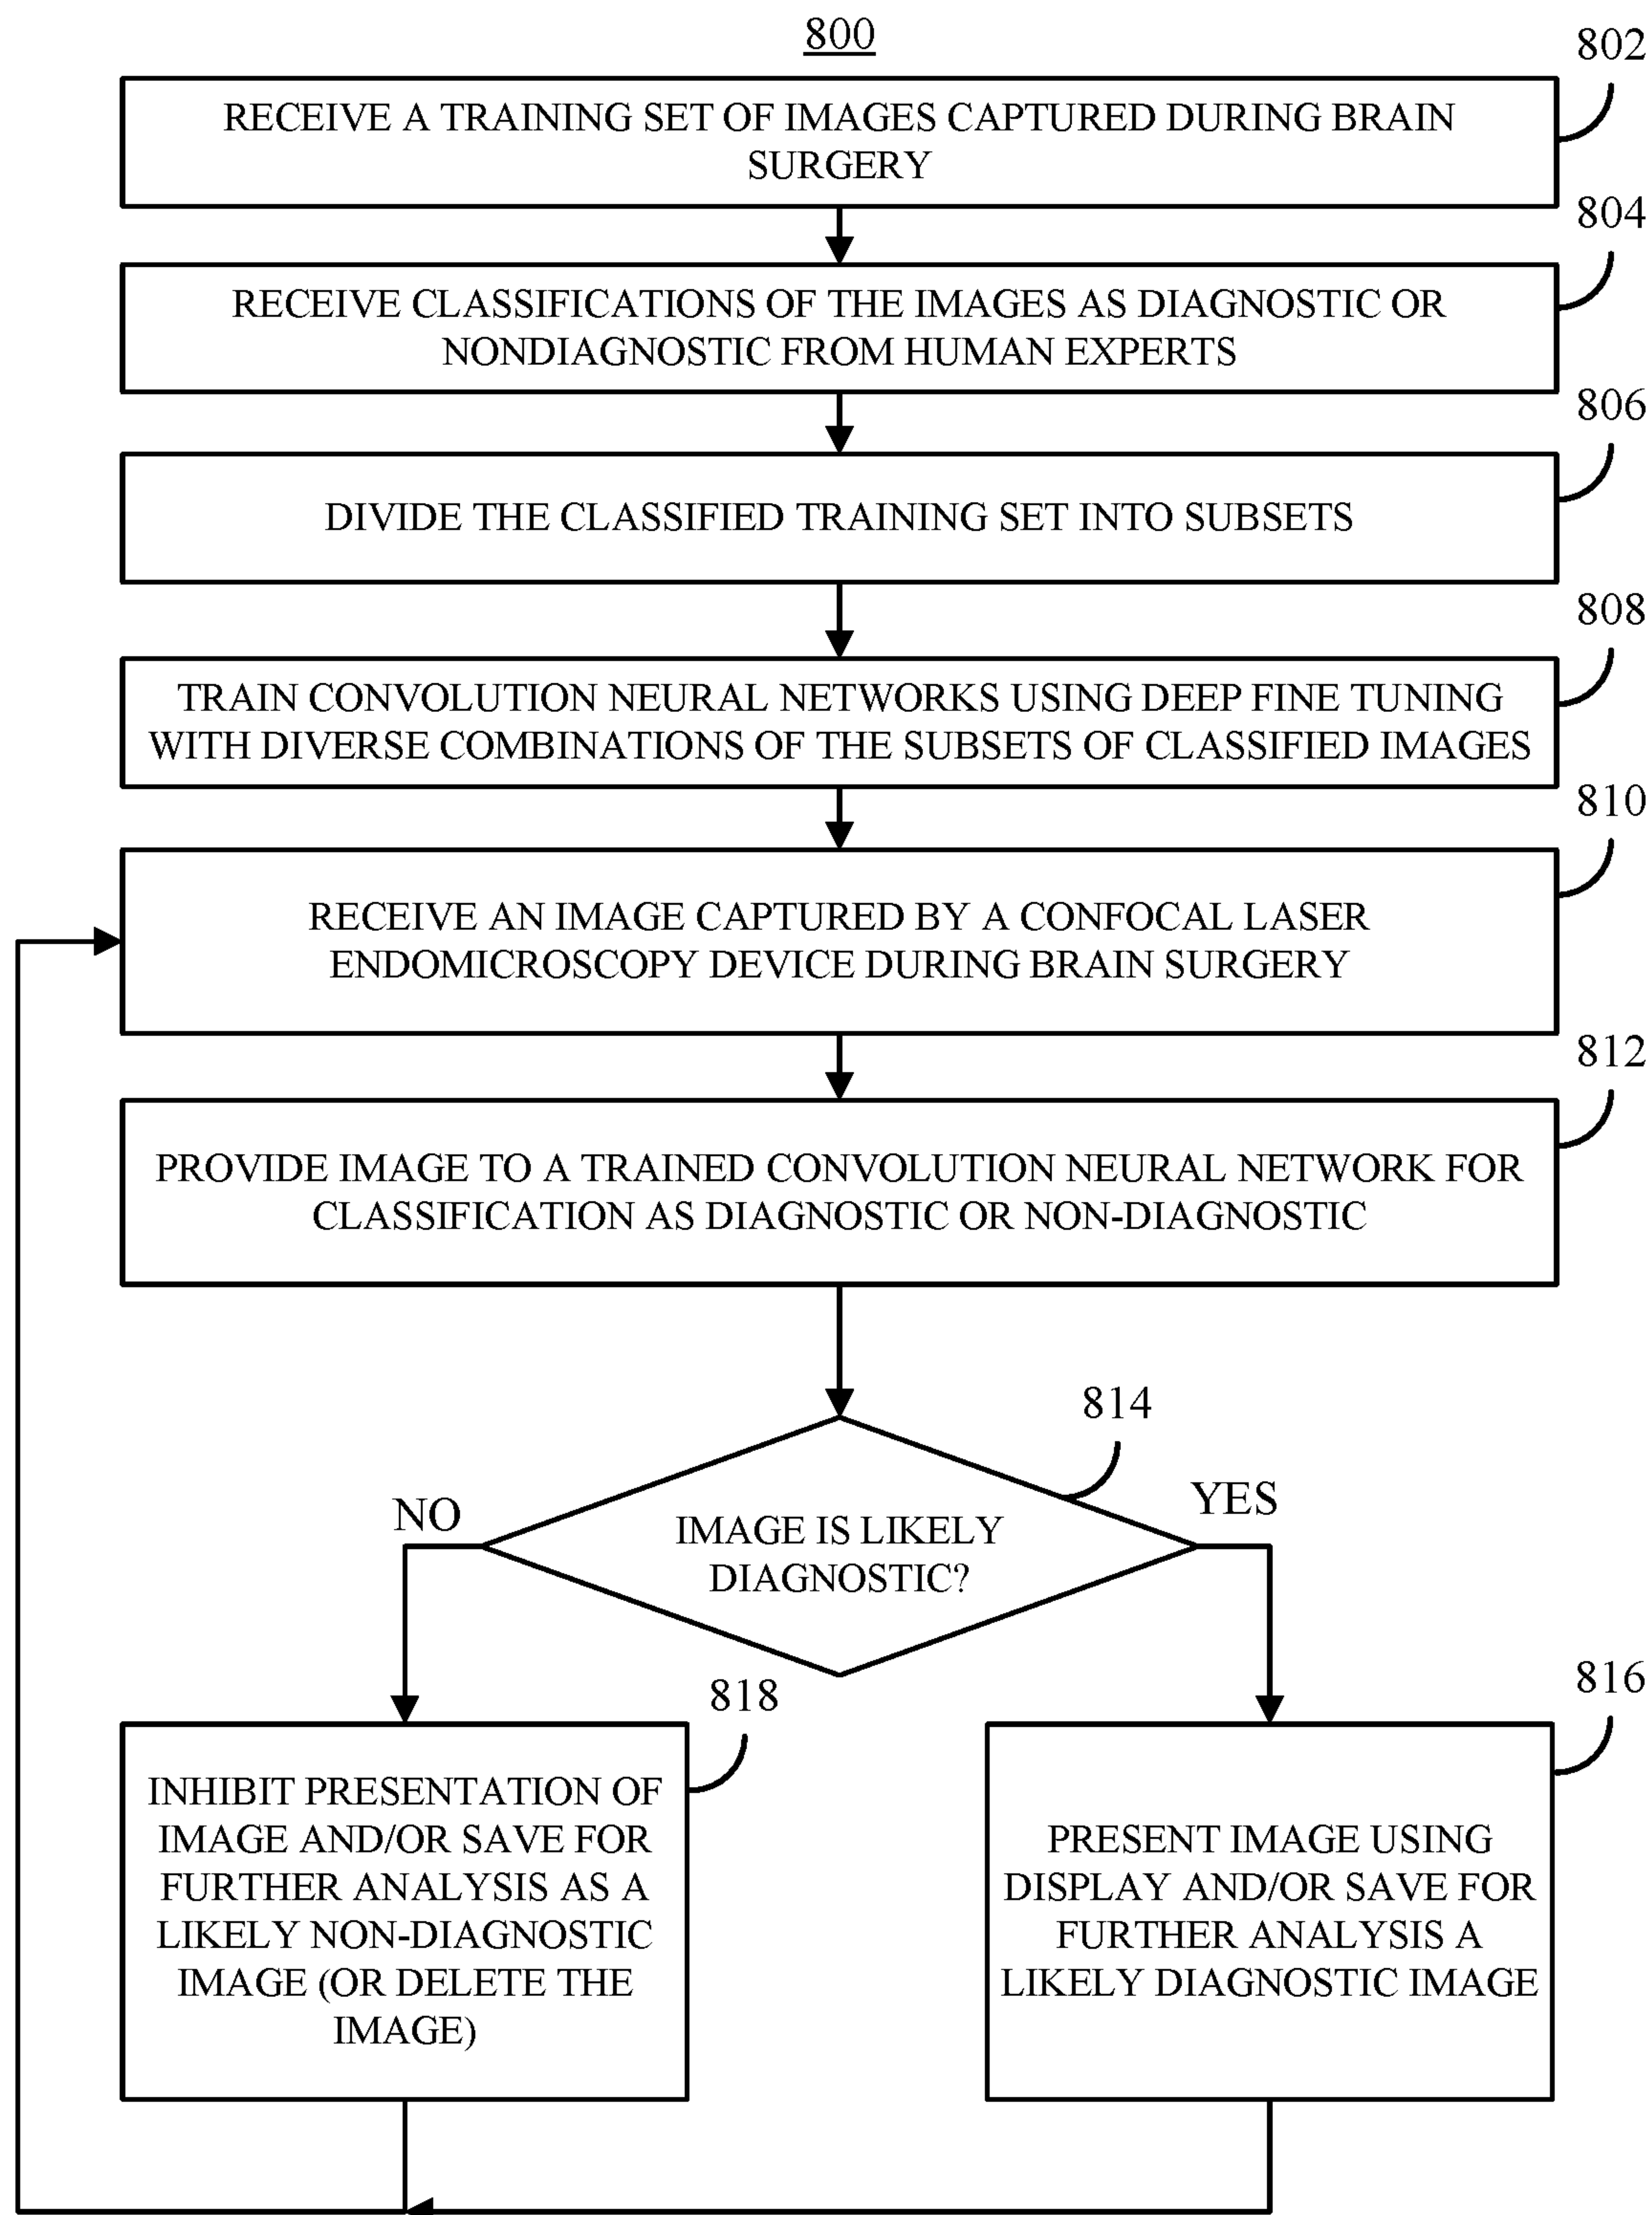 800
802
RECEIVE A TRAINING SET OF IMAGES CAPTURED DURING BRAIN
SURGERY
804
RECEIVE CLASSIFICATIONS OF THE IMAGES AS DIAGNOSTIC OR
NONDIAGNOSTIC FROM HUMAN EXPERTS
806
DIVIDE THE CLASSIFIED TRAINING SET INTO SUBSETS
808
TRAIN CONVOLUTION NEURAL NETWORKS USING DEEP FINE TUNING
WITH DIVERSE COMBINATIONS OF THE SUBSETS OF CLASSIFIED IMAGES
810
RECEIVE AN IMAGE CAPTURED BY A CONFOCAL LASER
ENDOMICROSCOPY DEVICE DURING BRAIN SURGERY
812
PROVIDE IMAGE TO A TRAINED CONVOLUTION NEURAL NETWORK FOR
CLASSIFICATION AS DIAGNOSTIC OR NON-DIAGNOSTIC
814
NO
YES
IMAGE IS LIKELY
DIAGNOSTIC?
818
INHIBIT PRESENTATION OF
IMAGE AND/OR SAVE FOR
FURTHER ANALYSIS AS A
LIKELY NON-DIAGNOSTIC
IMAGE (OR DELETE THE
IMAGE)
816
PRESENT IMAGE USING
DISPLAY AND/OR SAVE FOR
FURTHER ANALYSIS A
LIKELY DIAGNOSTIC IMAGE